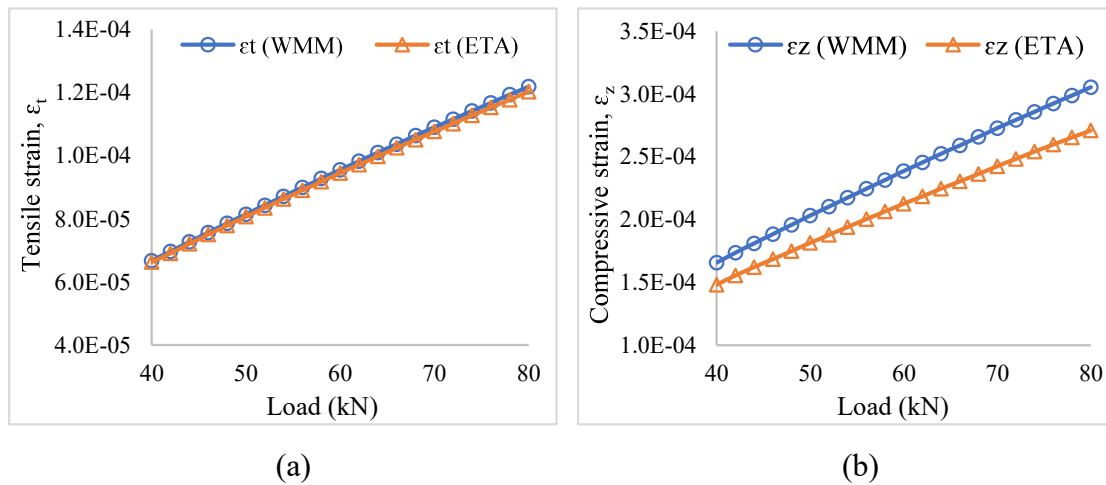 1.4E-04
εt (WMM) εt (ETA)
1.2E-04
1.0E-04
8.0E-05
6.0E-05
4.0E-05
Tensile strain, εt
40 50 60 70 80
Load (kN)
(a)
3.5E-04
εz (WMM) εz (ETA)
3.0E-04
2.5E-04
2.0E-04
1.5E-04
1.0E-04
Compressive strain, εz
40 50 60 70 80
Load (kN)
(b)